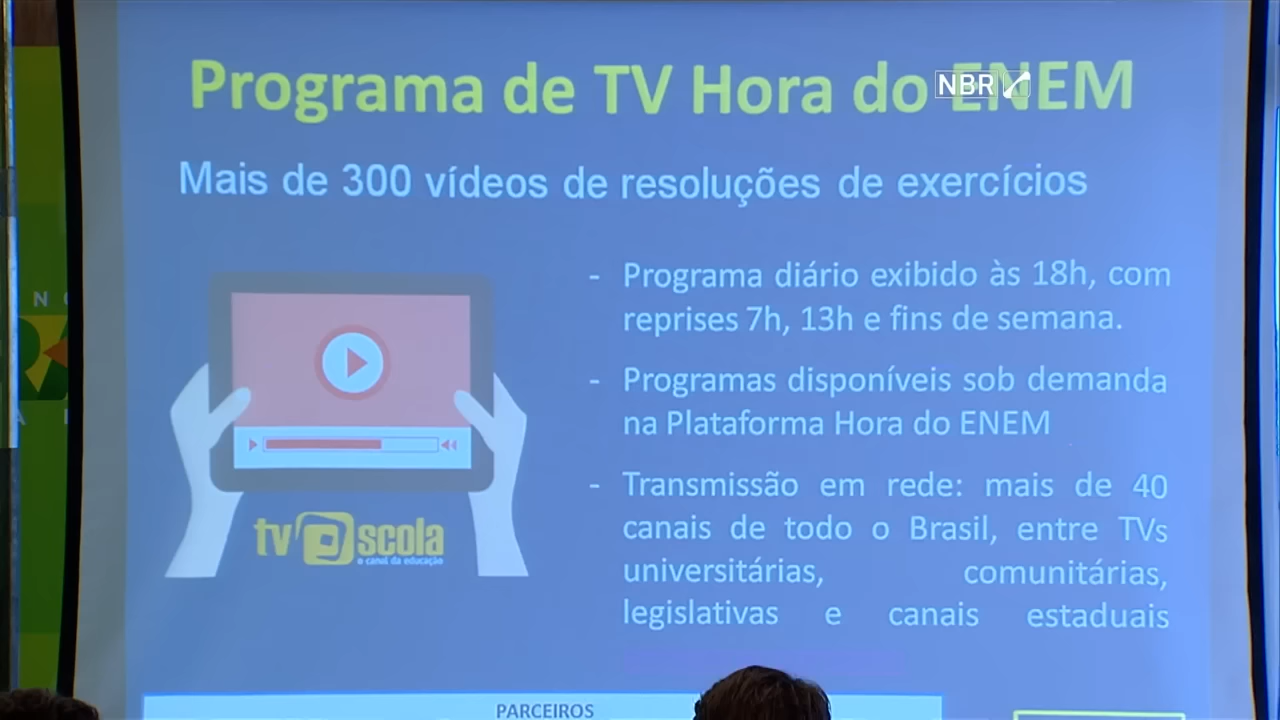 Programa de TV Hora do ENEM
NBR
Mais de 300 vídeos de resoluções de exercícios
- Programa diário exibido às 18h, com
reprises 7h, 13h e fins de semana.
- Programas disponíveis sob demanda
na Plataforma Hora do ENEM
- Transmissão em rede: mais de 40
canais de todo o Brasil, entre TVs
universitárias, comunitárias,
legislativas e canais estaduais
tv escola
o canal da educação
PARCEIROS